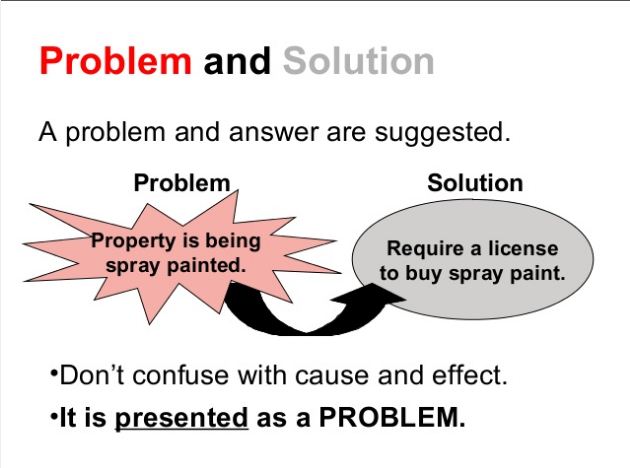 Problem and Solution
A problem and answer are suggested.
Problem
Property is being
spray painted.
Solution
Require a license
to buy spray paint.
•Don’t confuse with cause and effect.
•It is presented as a PROBLEM.